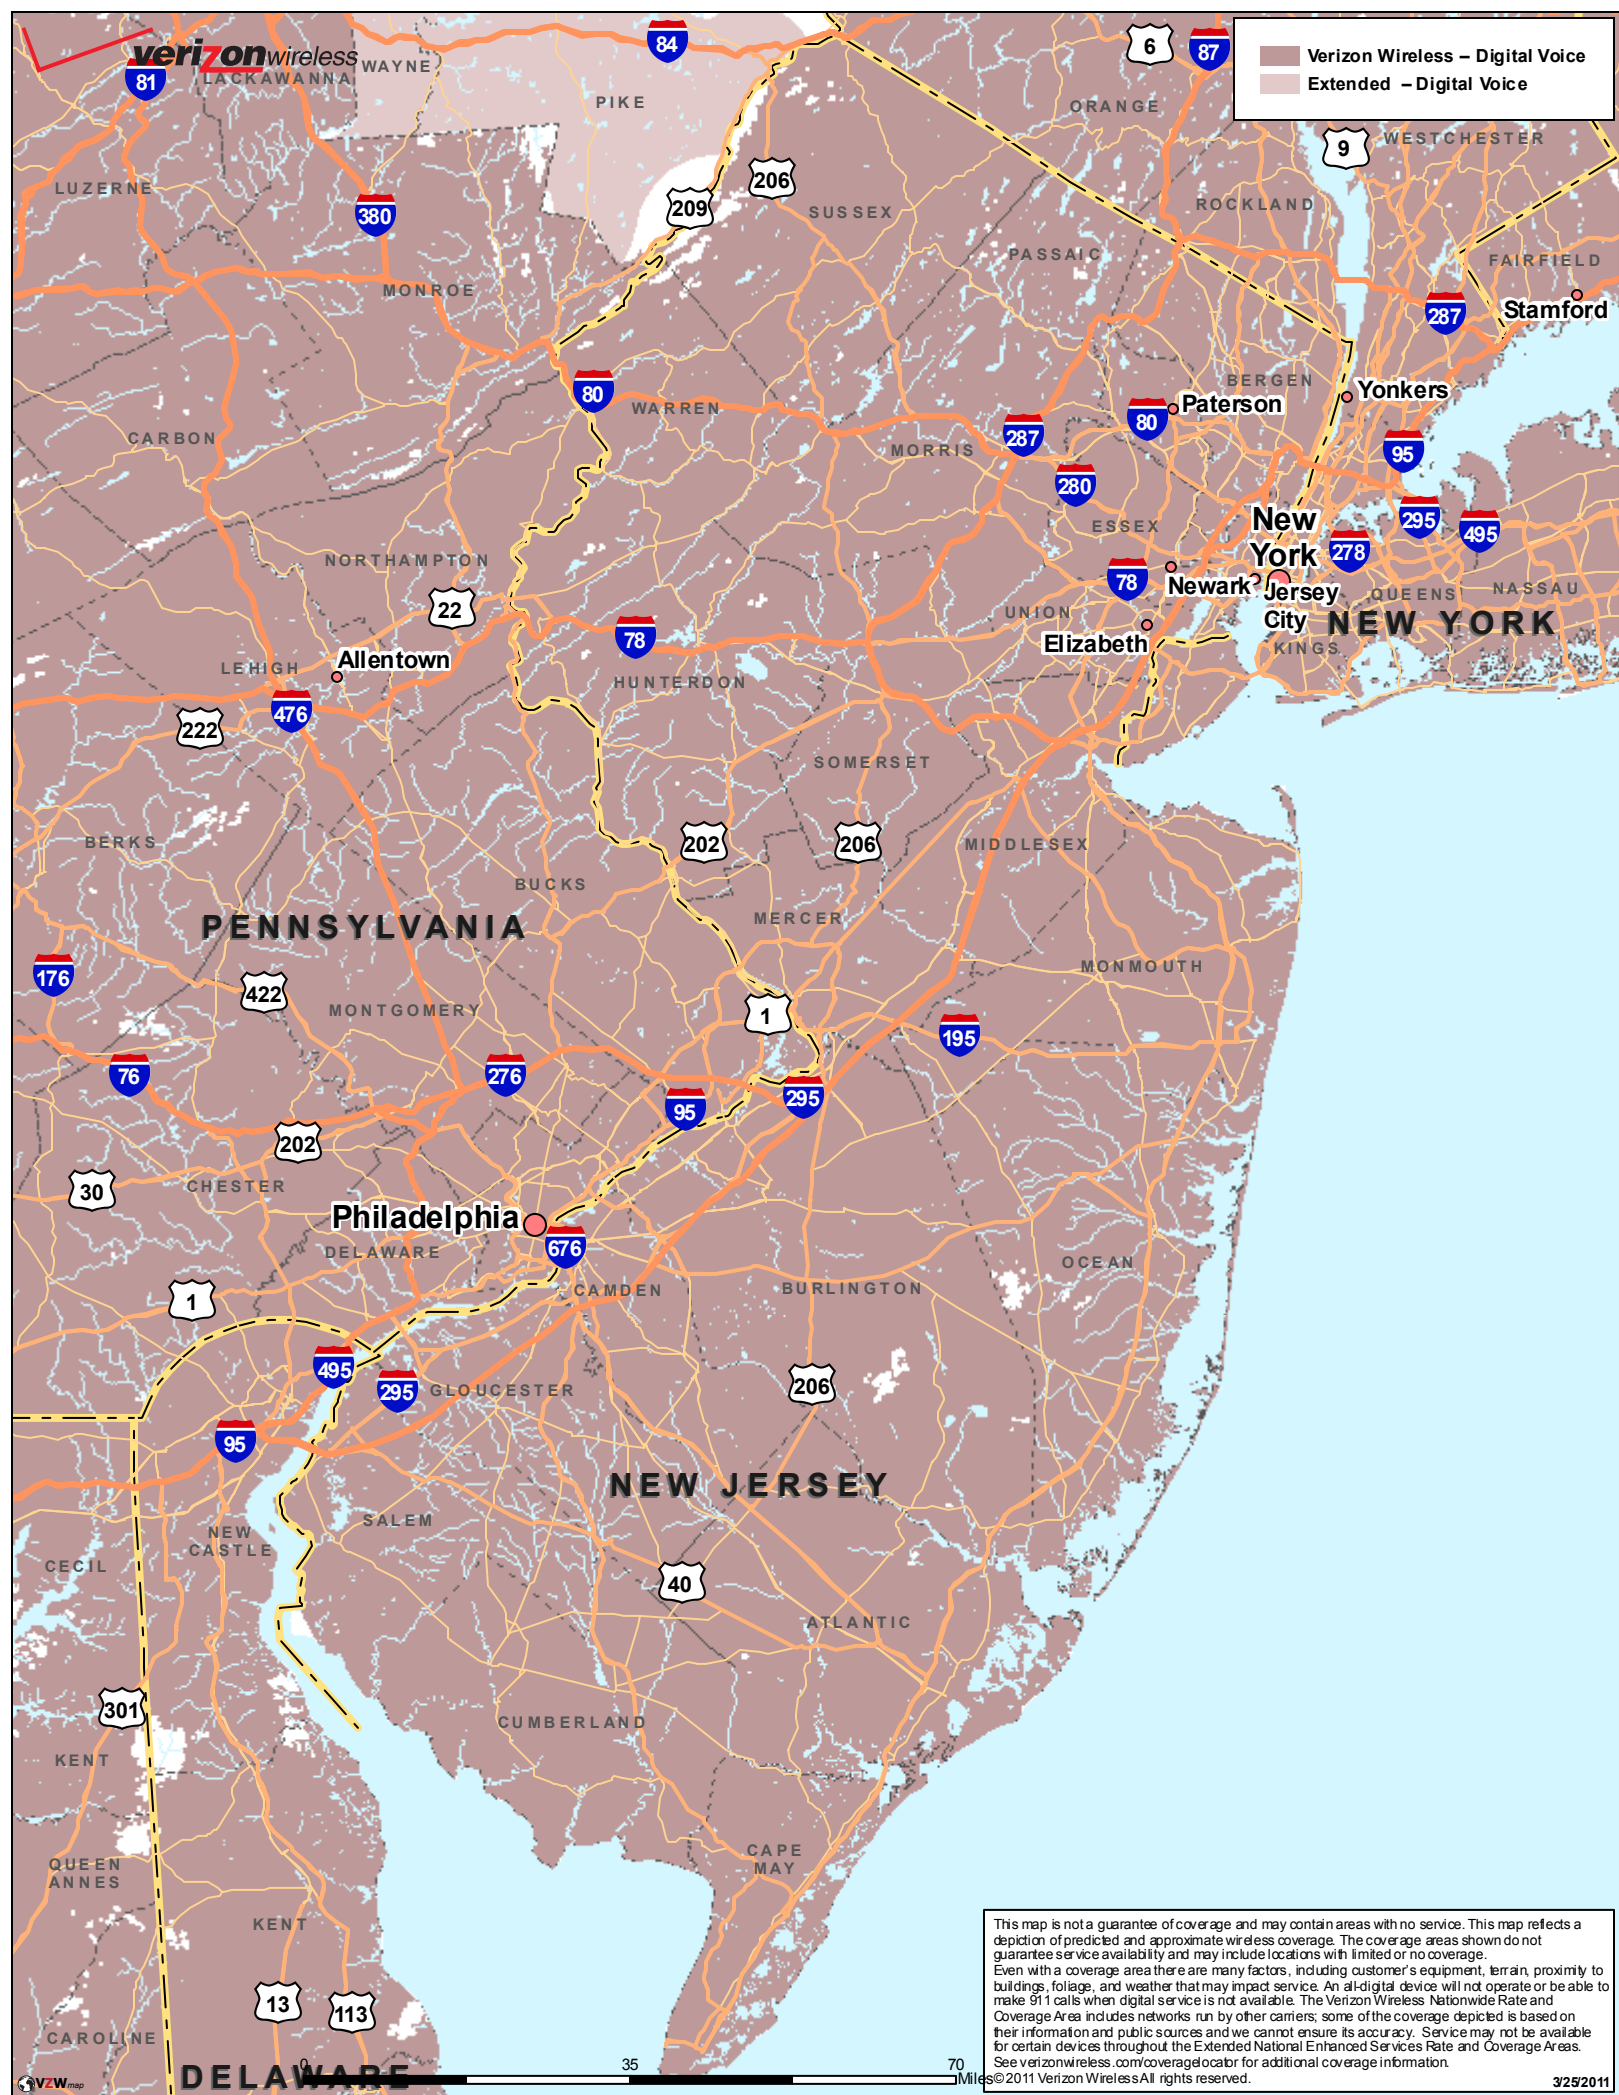 verizonwireless
Verizon Wireless – Digital Voice
Extended – Digital Voice
84
6
87
81
LACKAWANNA
WAYNE
PIKE
ORANGE
9
WESTCHESTER
LUZERNE
380
209
206
SUSSEX
ROCKLAND
PASSAIC
FAIRFIELD
MONROE
287
Stamford
80
WARREN
BERGEN
Yonkers
Paterson
80
CARBON
287
MORRIS
95
280
ESSEX
New
York
295
495
278
NORTHAMPTON
22
78
Newark
Jersey
City
QUEENS
NASSAU
UNION
NEW YORK
78
Elizabeth
KINGS
Allentown
LEHIGH
HUNTERDON
476
222
SOMERSET
BERKS
202
206
MIDDLESEX
BUCKS
PENNSYLVANIA
MERCER
176
422
MONTGOMERY
MONMOUTH
1
195
76
276
95
295
202
30
CHESTER
Philadelphia
676
DELAWARE
OCEAN
1
CAMDEN
BURLINGTON
495
295
GLOUCESTER
206
95
NEW JERSEY
NEW
CASTLE
SALEM
CECIL
40
ATLANTIC
301
CUMBERLAND
KENT
CAPE
MAY
QUEEN
ANNES
KENT
13
113
CAROLINE
DELAWARE
0
35
70
Miles
VZWmap
This map is not a guarantee of coverage and may contain areas with no service. This map reflects a
depiction of predicted and approximate wireless coverage. The coverage areas shown do not
guarantee service availability and may include locations with limited or no coverage.
Even with a coverage area there are many factors, including customer's equipment, terrain, proximity to
buildings, foliage, and weather that may impact service. An all-digital device will not operate or be able to
make 911 calls when digital service is not available. The Verizon Wireless Nationwide Rate and
Coverage Area includes networks run by other carriers; some of the coverage depicted is based on
their information and public sources and we cannot ensure its accuracy. Service may not be available
for certain devices throughout the Extended National Enhanced Services Rate and Coverage Areas.
See verizonwireless.com/coveragelocator for additional coverage information.
©2011 Verizon Wireless All rights reserved.
3/25/2011